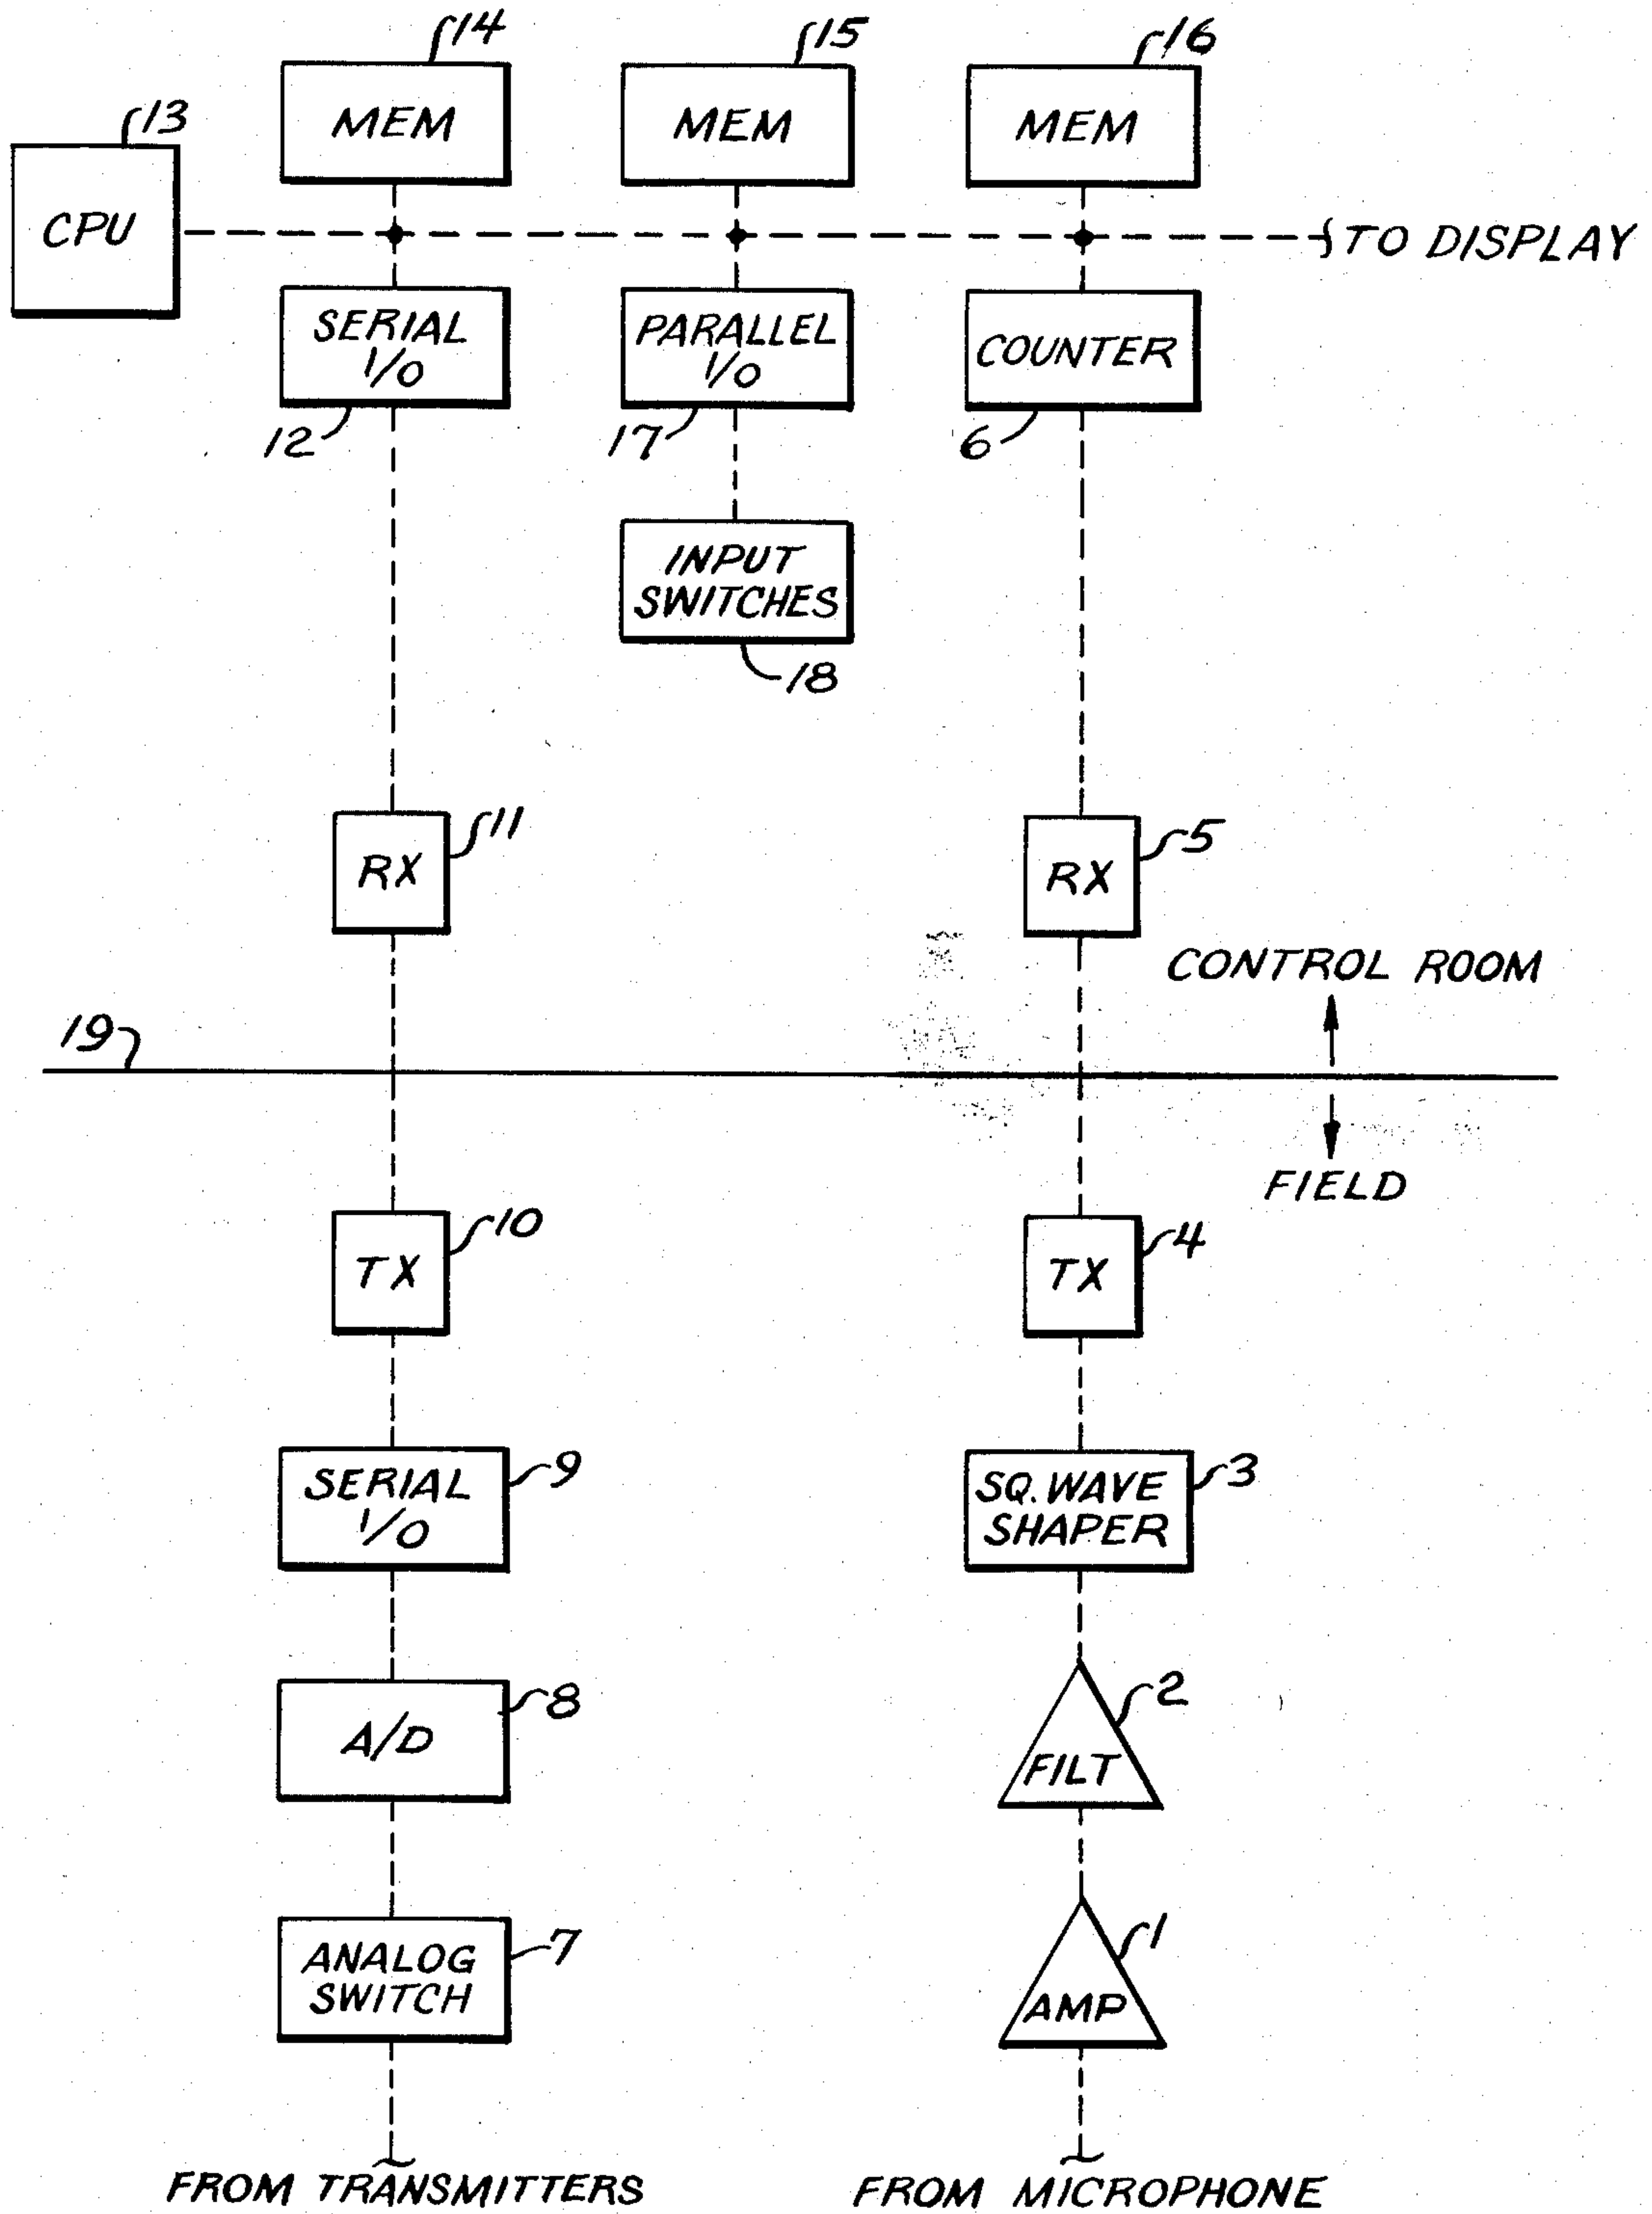 14
15
16
13
MEM
MEM
MEM
CPU
TO DISPLAY
SERIAL
I/O
PARALLEL
I/O
COUNTER
12
17
6
INPUT
SWITCHES
18
11
5
RX
RX
CONTROL ROOM
19
FIELD
10
4
TX
TX
9
3
SERIAL
I/O
SQ. WAVE
SHAPER
8
2
A/D
FILT
7
1
ANALOG
SWITCH
AMP
FROM TRANSMITTERS
FROM MICROPHONE